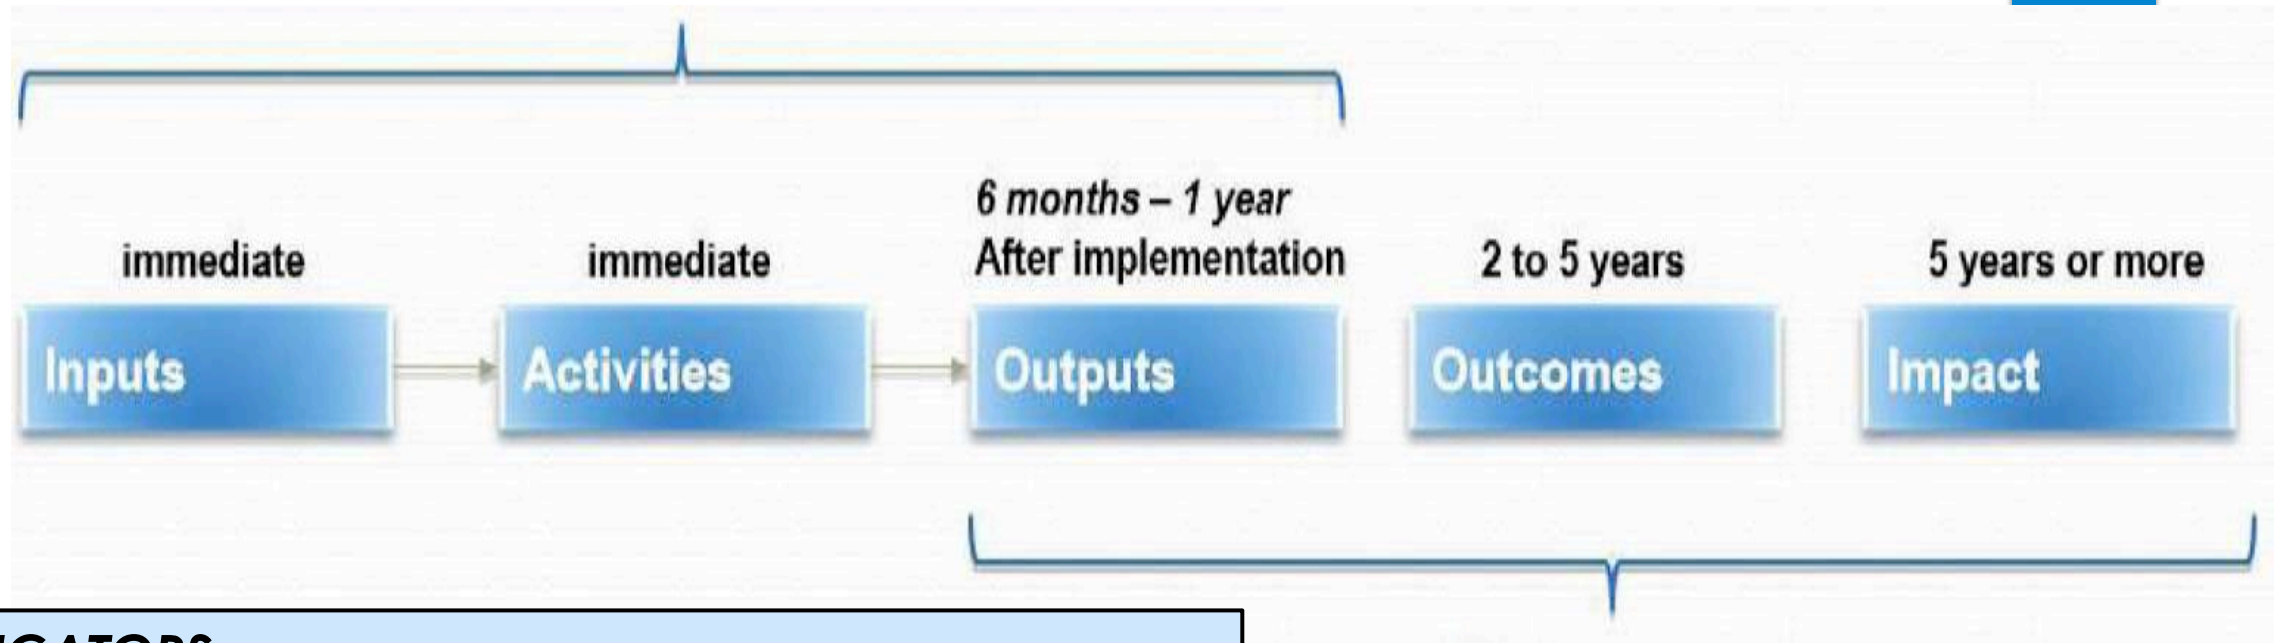 6 months – 1 year
immediate
immediate
After implementation
2 to 5 years
5 years or more
Inputs
Activities
Outputs
Outcomes
Impact